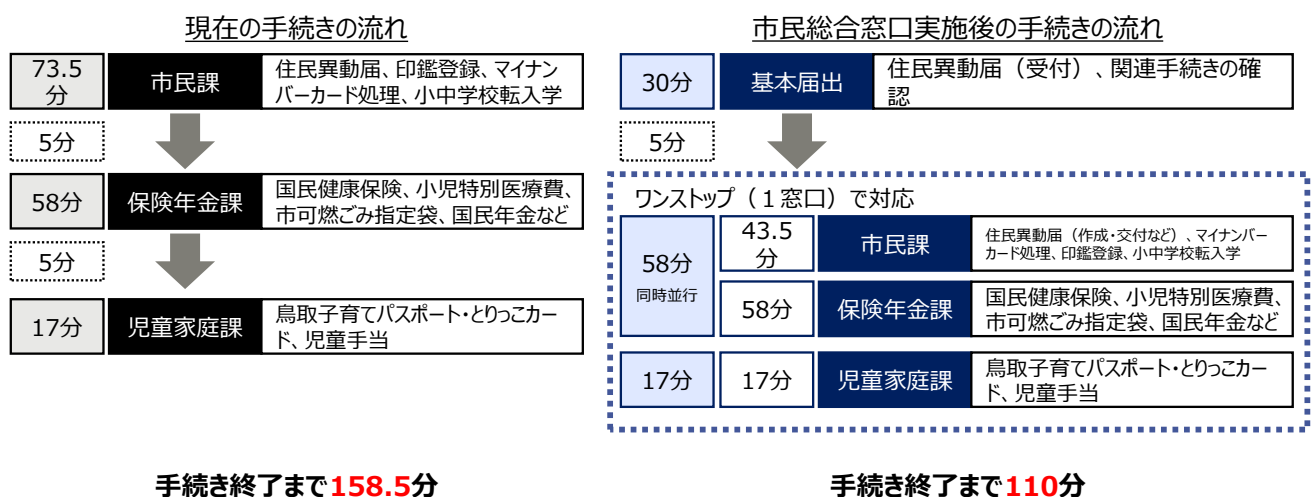 現在の手続きの流れ
73.5
分
市民課
住民異動届、印鑑登録、マイナン
バーカード処理、小中学校転入学
5分
58分
保険年金課
国民健康保険、小児特別医療費、
市可燃ごみ指定袋、国民年金など
5分
17分
児童家庭課
鳥取子育てパスポート・とりっこカー
ド、児童手当
手続き終了まで158.5分
市民総合窓口実施後の手続きの流れ
30分
基本届出
住民異動届（受付）、関連手続きの確
認
5分
ワンストップ（１窓口）で対応
58分
同時並行
43.5
分
市民課
住民異動届（作成・交付など）、マイナンバー
カード処理、印鑑登録、小中学校転入学
58分
保険年金課
国民健康保険、小児特別医療費、
市可燃ごみ指定袋、国民年金など
17分
17分
児童家庭課
鳥取子育てパスポート・とりっこカー
ド、児童手当
手続き終了まで110分